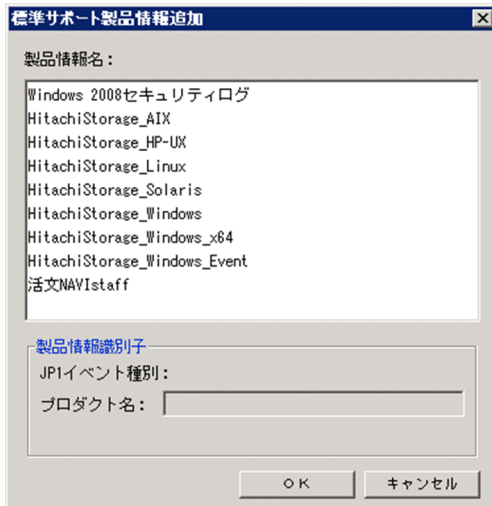 標準サポート製品情報追加
製品情報名：
Windows 2008セキュリティログ
HitachiStorage_AIX
HitachiStorage_HP-UX
HitachiStorage_Linux
HitachiStorage_Solaris
HitachiStorage_Windows
HitachiStorage_Windows_x64
HitachiStorage_Windows_Event
活文NAVIstaff
製品情報識別子
JP1イベント種別：
プロダクト名：
ＯＫ キャンセル